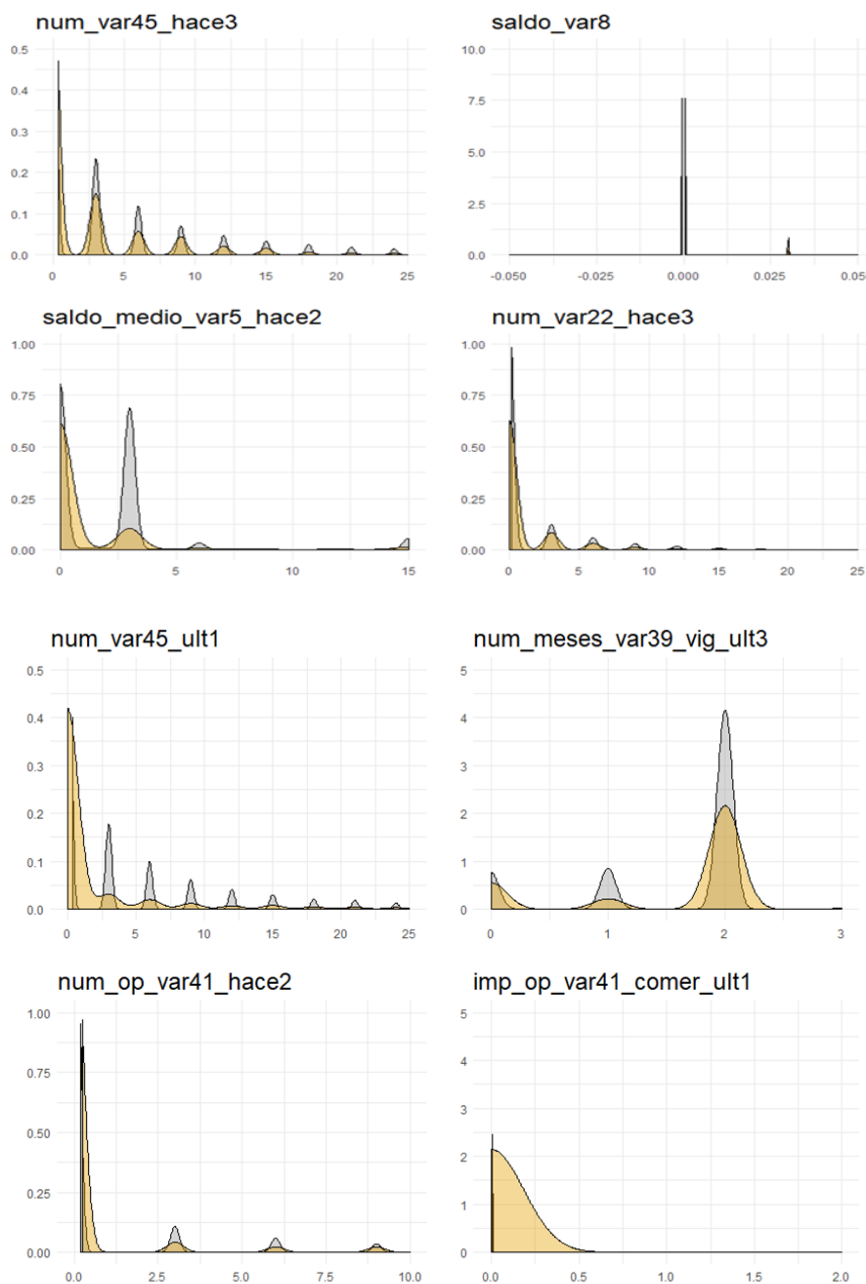 num_var45_hace3 saldo_var8
0.5 10.0
0.4 7.5
0.3 5.0
0.2 2.5
0.1
0.0 0.0
0 5 10 15 20 25 -0.050 -0.025 0.000 0.025 0.05
saldo_medio_var5_hace2 num_var22_hace3
1.00 1.00
0.75 0.75
0.50 0.50
0.25 0.25
0.00 0.00
0 5 10 15 0 5 10 15 20 25
num_var45_ult1 num_meses_var39_vig_ult3
0.5 5
0.4 4
0.3 3
0.2 2
0.1 1
0.0 0
0 5 10 15 20 25 0 1 2 3
num_op_var41_hace2 imp_op_var41_comer_ult1
1.00 5
0.75 4
0.50 3
0.25 2
1
0.00 0
0.0 2.5 5.0 7.5 10.0 0.0 0.5 1.0 1.5 2.0